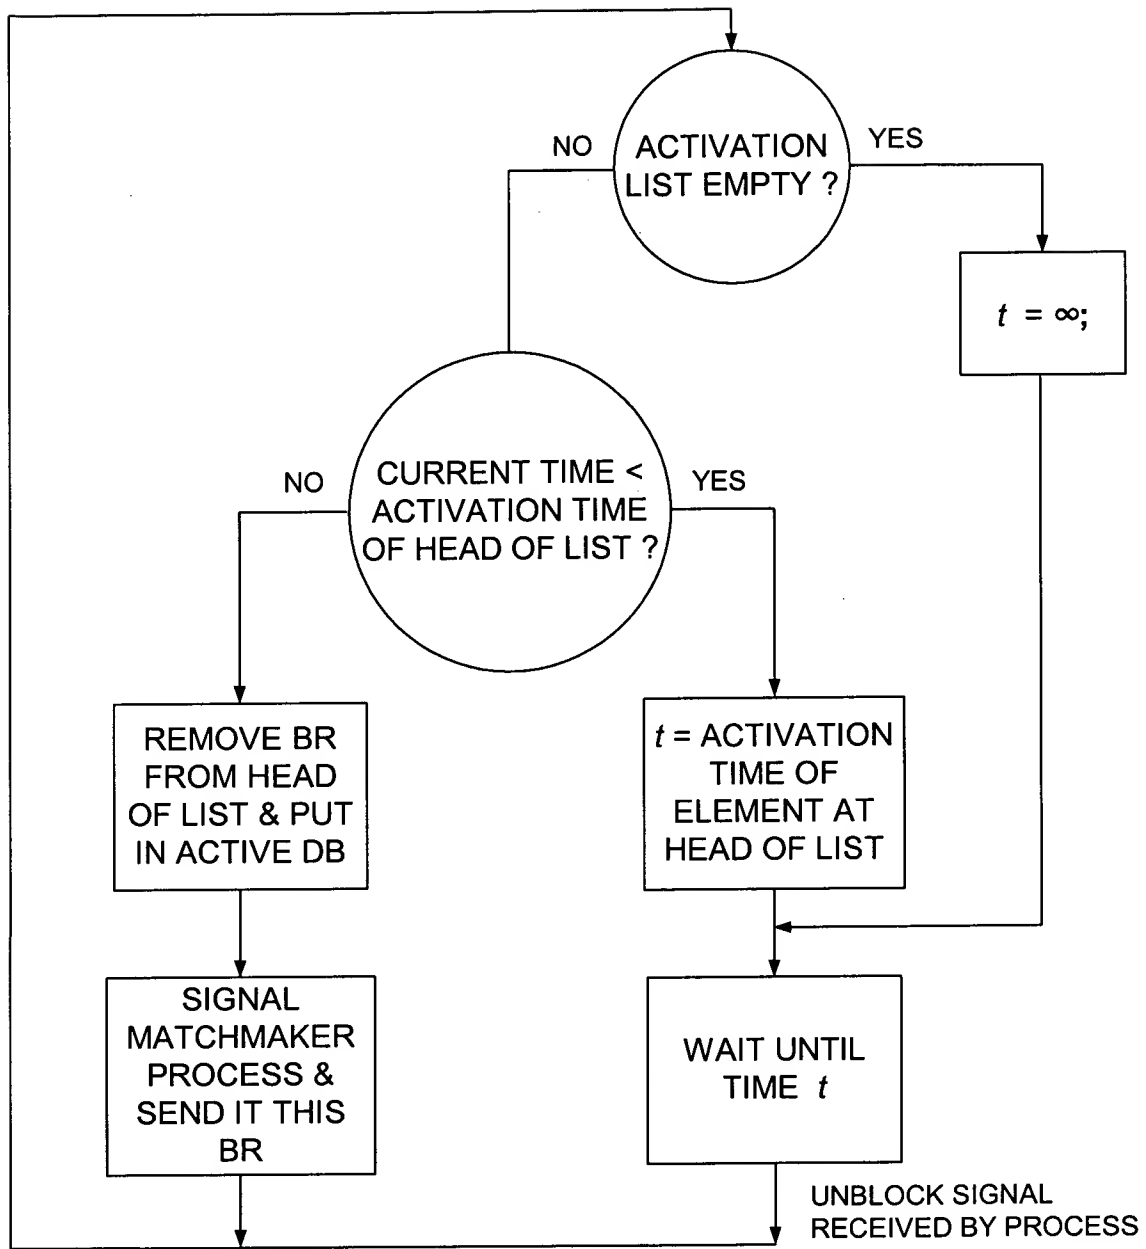 NO
ACTIVATION
LIST EMPTY ?
YES
t = ∞;
NO
CURRENT TIME <
ACTIVATION TIME
OF HEAD OF LIST ?
YES
REMOVE BR
FROM HEAD
OF LIST & PUT
IN ACTIVE DB
t = ACTIVATION
TIME OF
ELEMENT AT
HEAD OF LIST
SIGNAL
MATCHMAKER
PROCESS &
SEND IT THIS
BR
WAIT UNTIL
TIME t
UNBLOCK SIGNAL
RECEIVED BY PROCESS